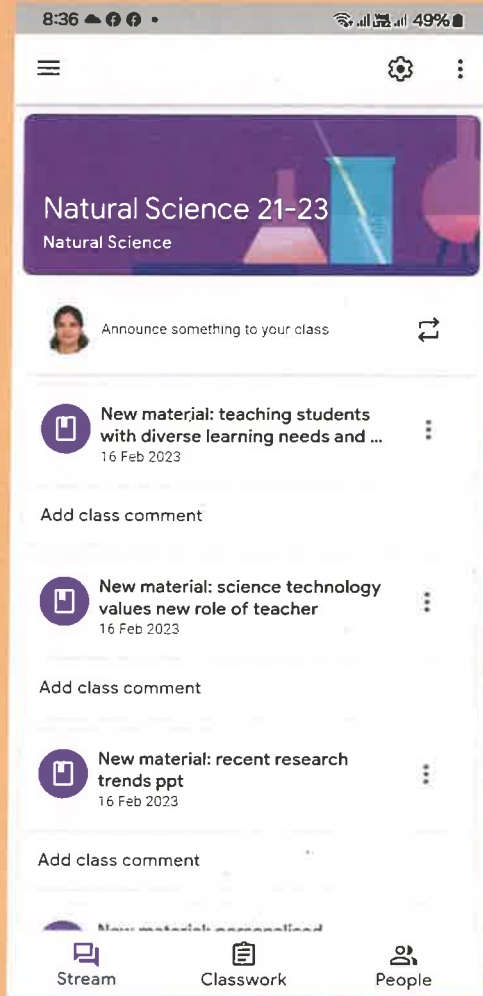 8:36
49%
Natural Science 21-23
Natural Science
Announce something to your class
New material: teaching students
with diverse learning needs and ...
16 Feb 2023
Add class comment
New material: science technology
values new role of teacher
16 Feb 2023
Add class comment
New material: recent research
trends ppt
16 Feb 2023
Add class comment
New material: personalised
Stream Classwork People